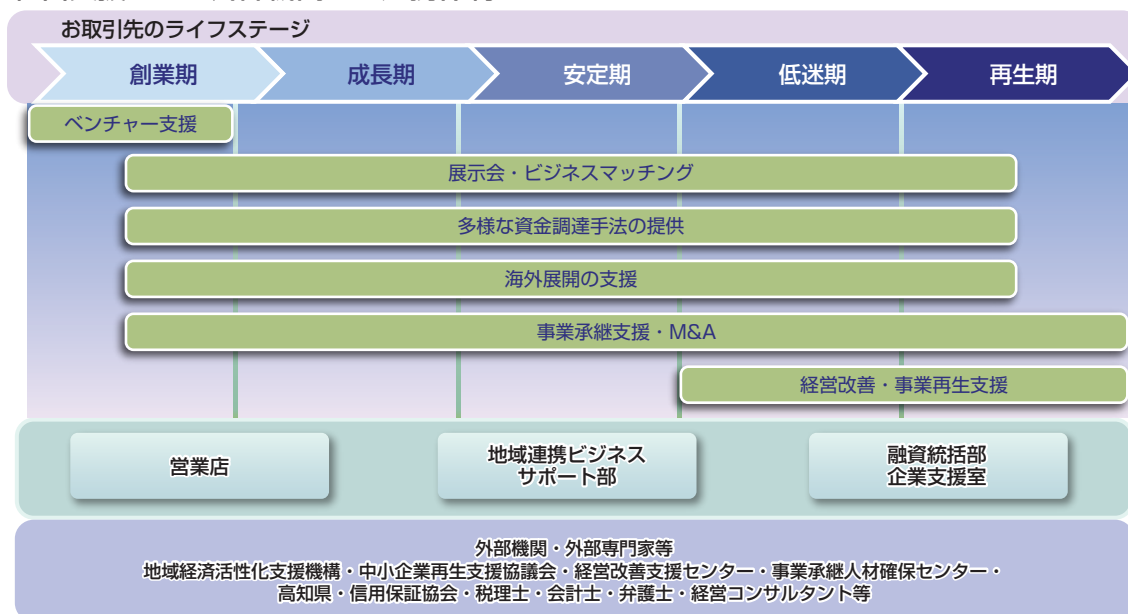 お取引先のライフステージ
創業期
成長期
安定期
低迷期
再生期
ベンチャー支援
展示会・ビジネスマッチング
多様な資金調達手法の提供
海外展開の支援
事業承継支援・M&A
経営改善・事業再生支援
営業店
地域連携ビジネス
サポート部
融資統括部
企業支援室
外部機関・外部専門家等
地域経済活性化支援機構・中小企業再生支援協議会・経営改善支援センター・事業承継人材確保センター・
高知県・信用保証協会・税理士・会計士・弁護士・経営コンサルタント等